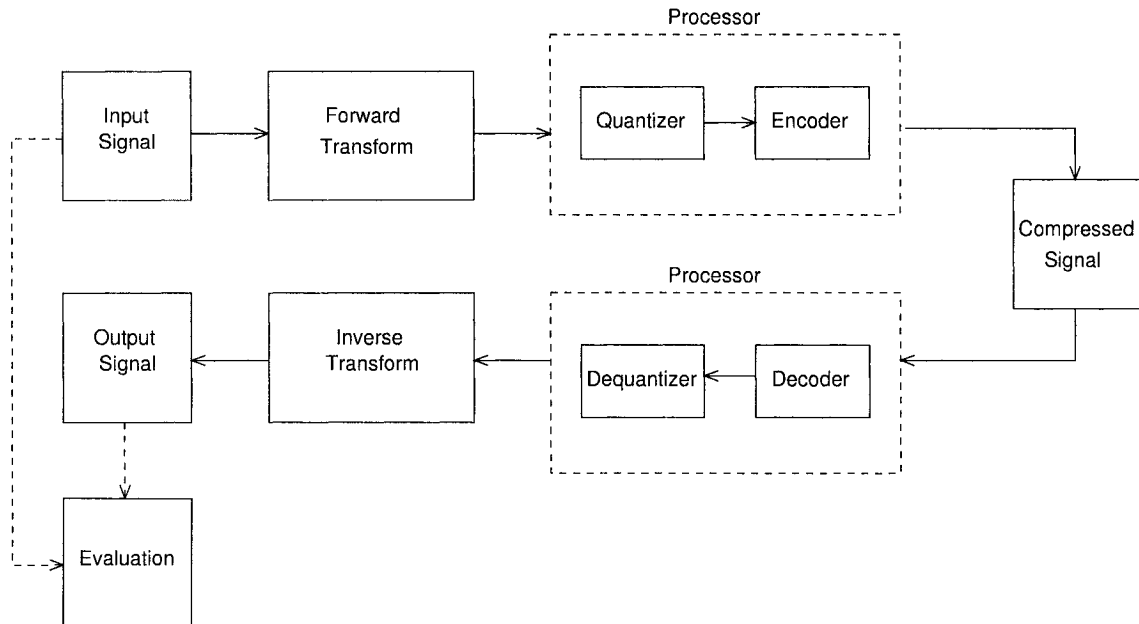 Processor
Input
Signal
Forward
Transform
Quantizer
Encoder
Compressed
Signal
Processor
Output
Signal
Inverse
Transform
Dequantizer
Decoder
Evaluation